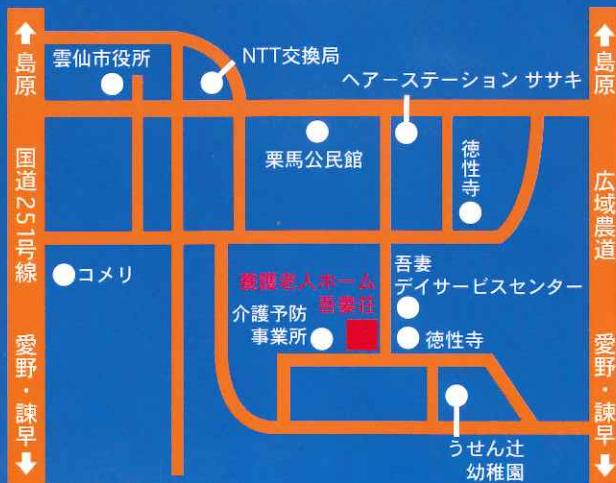 ↑
島原
国道251号線
愛野・諫早
↓
雲仙市役所
NTT交換局
ヘアーステーション ササキ
栗馬公民館
徳性寺
コメリ
養護老人ホーム
吾妻荘
介護予防
事業所
吾妻
デイサービスセンター
徳性寺
うせん辻
幼稚園
↑
島原
広域農道
愛野・諫早
↓